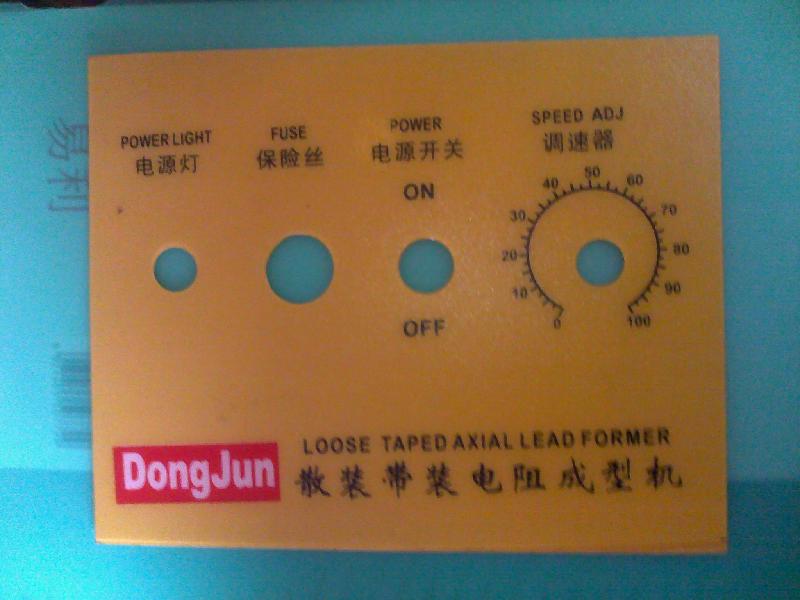 POWER LIGHT
电源灯
FUSE
保险丝
POWER
电源开关
ON
OFF
SPEED ADJ
调速器
0
10
20
30
40
50
60
70
80
90
100
DongJun
LOOSE TAPED AXIAL LEAD FORMER
散装带装电阻成型机
易利